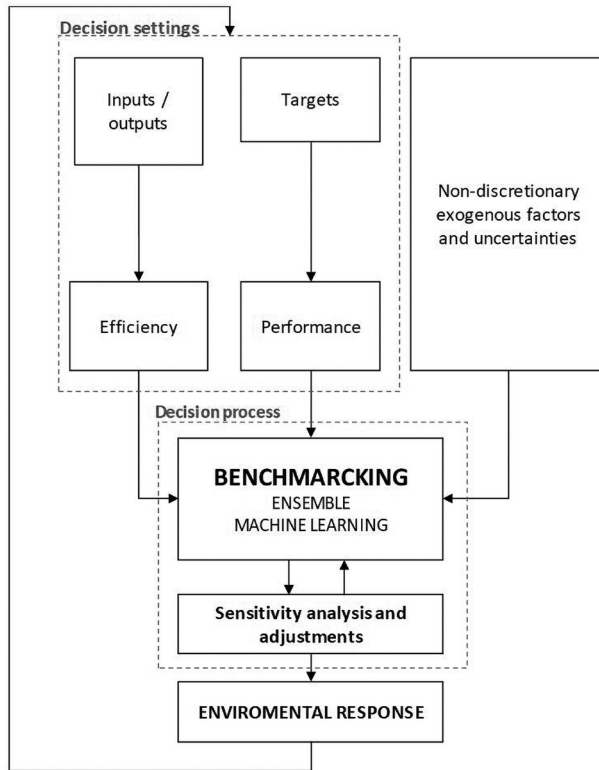 Decision settings
Inputs /
outputs
Targets
Non-discretionary
exogenous factors
and uncertainties
Efficiency
Performance
Decision process
BENCHMARCKING
ENSEMBLE
MACHINE LEARNING
Sensitivity analysis and
adjustments
ENVIROMENTAL RESPONSE